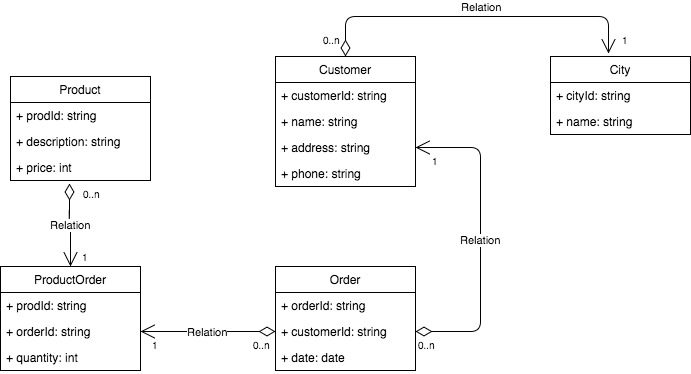 Relation
0..n
1
Customer
+ customerId: string
+ name: string
+ address: string
+ phone: string
City
+ cityId: string
+ name: string
Product
+ prodId: string
+ description: string
+ price: int
0..n
Relation
1
1
Relation
ProductOrder
+ prodId: string
+ orderId: string
+ quantity: int
Order
+ orderId: string
+ customerId: string
+ date: date
Relation
1
0..n
0..n